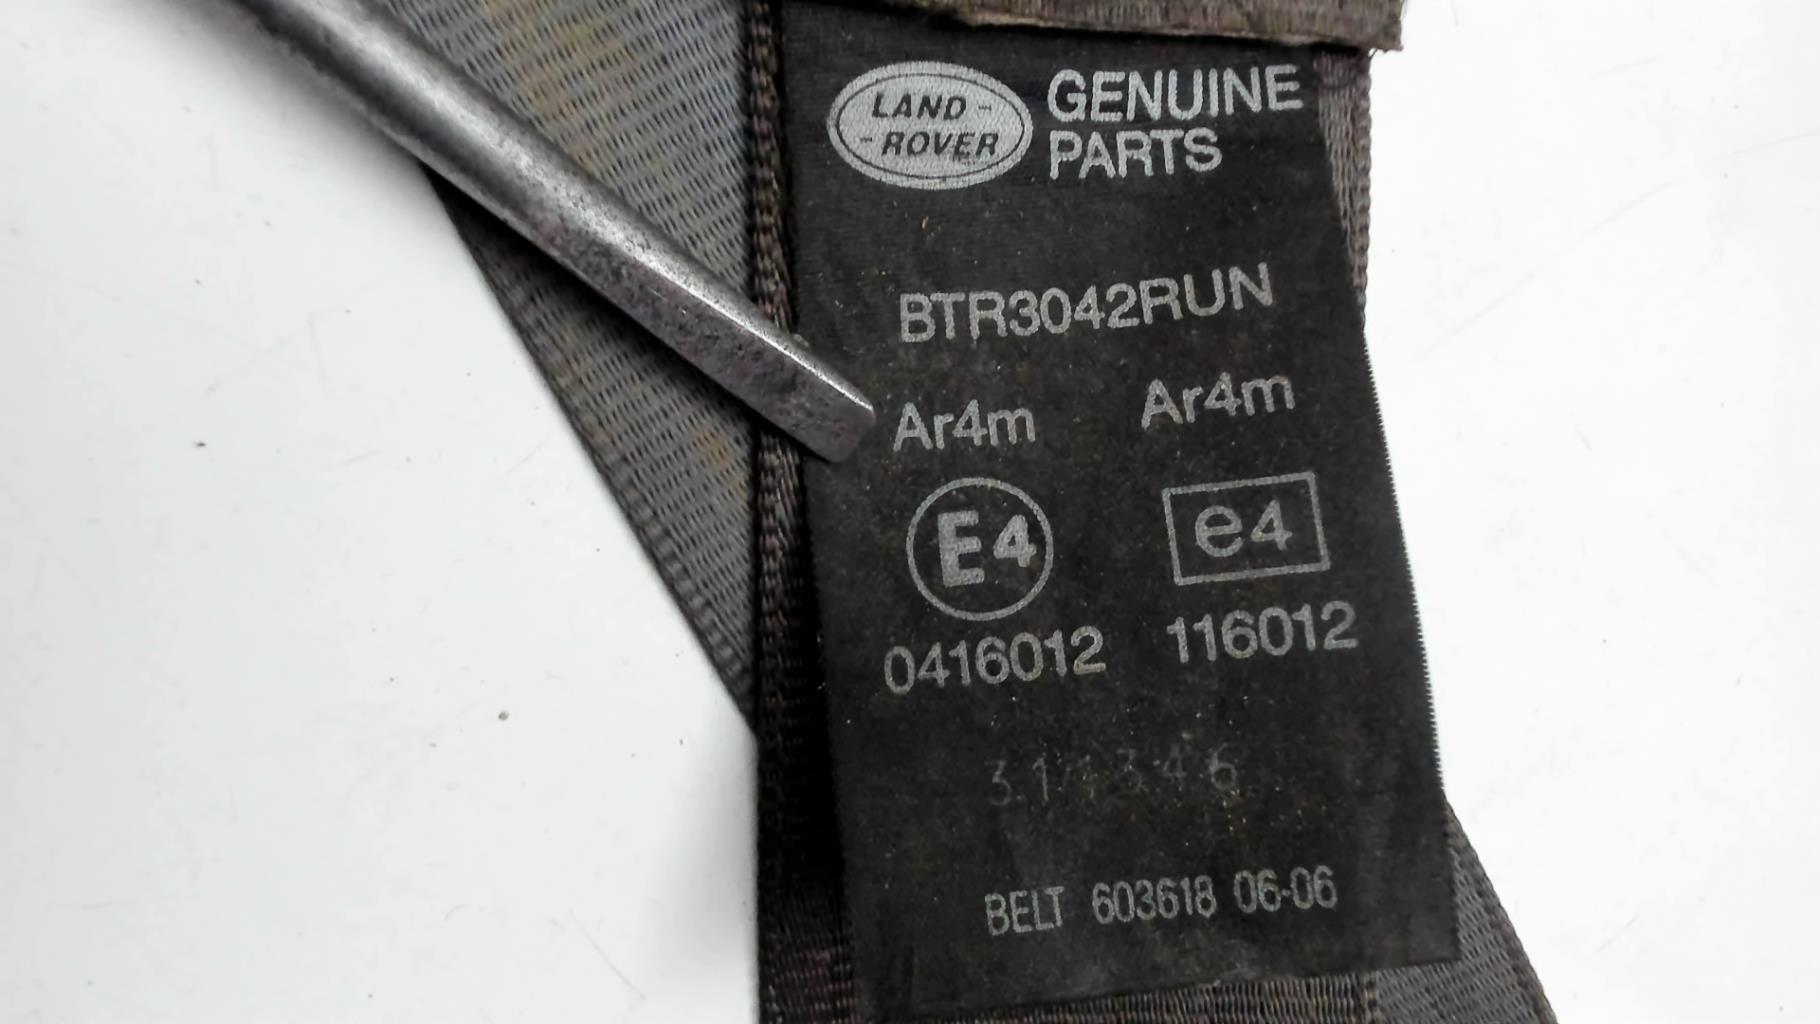 LAND-
-ROVER
GENUINE
PARTS
BTR3042RUN
Ar4m Ar4m
E4 e4
0416012 116012
BELT 603618 06-06